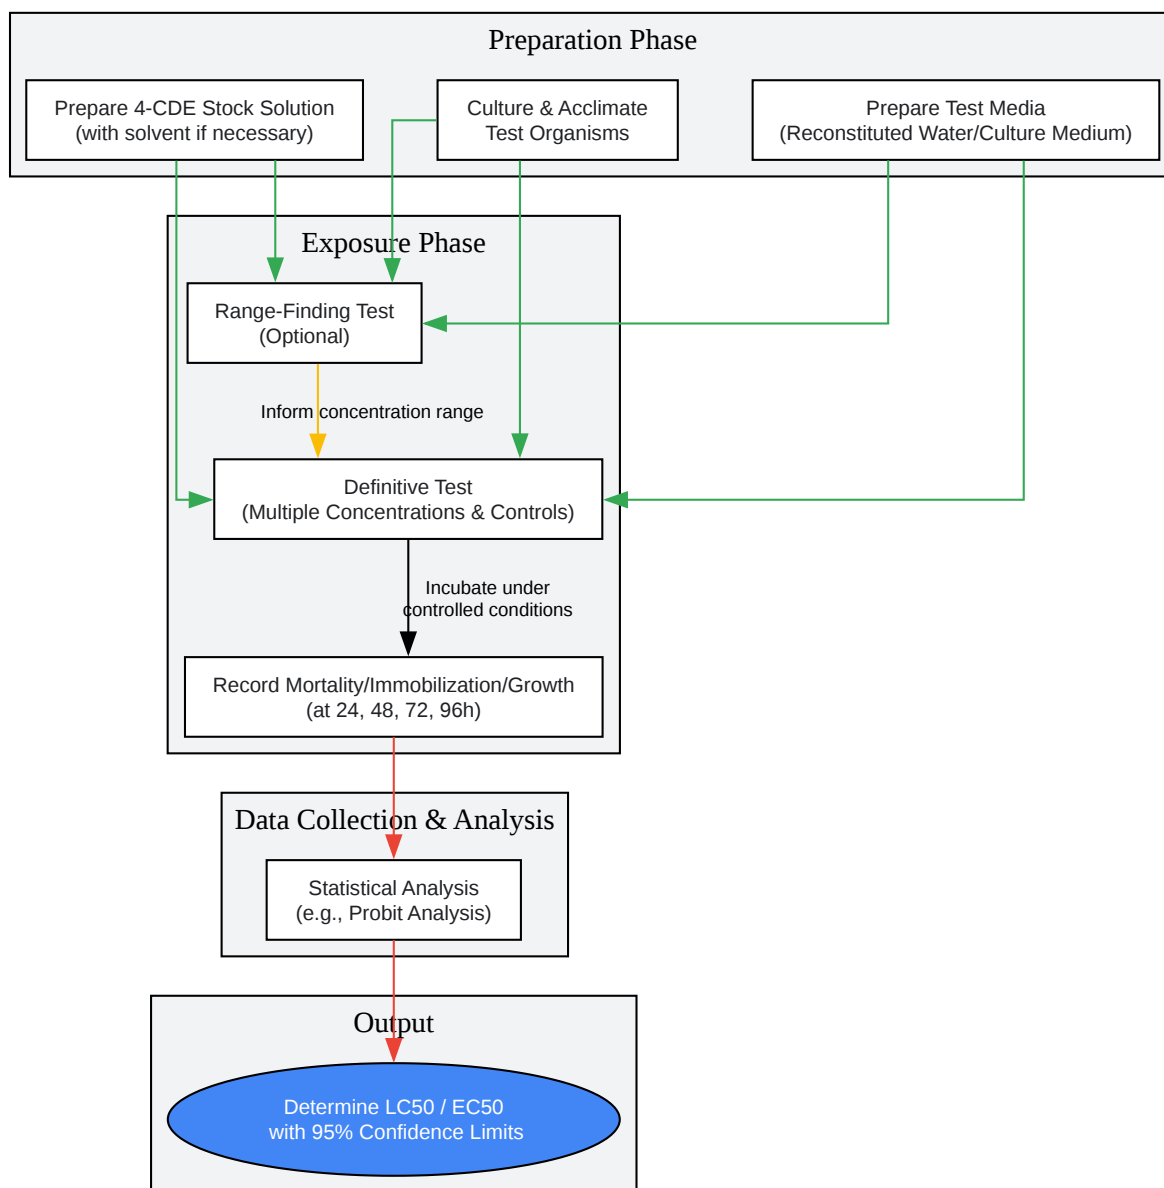 Preparation Phase
Prepare 4-CDE Stock Solution
(with solvent if necessary)
Culture & Acclimate
Test Organisms
Prepare Test Media
(Reconstituted Water/Culture Medium)
Exposure Phase
Range-Finding Test
(Optional)
Inform concentration range
Definitive Test
(Multiple Concentrations & Controls)
Incubate under
controlled conditions
Record Mortality/Immobilization/Growth
(at 24, 48, 72, 96h)
Data Collection & Analysis
Statistical Analysis
(e.g., Probit Analysis)
Output
Determine LC50 / EC50
with 95% Confidence Limits